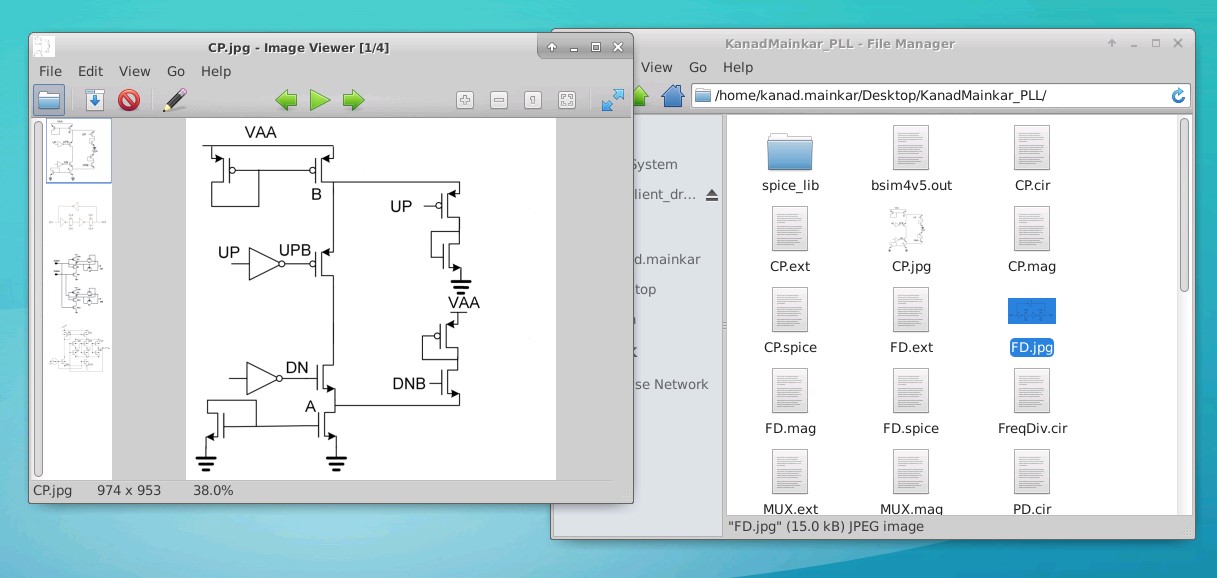 CP.jpg - Image Viewer [1/4]
File Edit View Go Help
VAA
B
UP
UP
UPB
VAA
DN
DNB
A
CP.jpg 974 x 953 38.0%
KanadMainkar_PLL - File Manager
View Go Help
/home/kanad.mainkar/Desktop/KanadMainkar_PLL/
System
lient_dr...
d.mainkar
top
se Network
spice_lib bsim4v5.out CP.cir
CP.ext CP.jpg CP.mag
CP.spice FD.ext FD.jpg
FD.mag FD.spice FreqDiv.cir
MUX.ext MUX.mag PD.cir
"FD.jpg" (15.0 kB) JPEG image